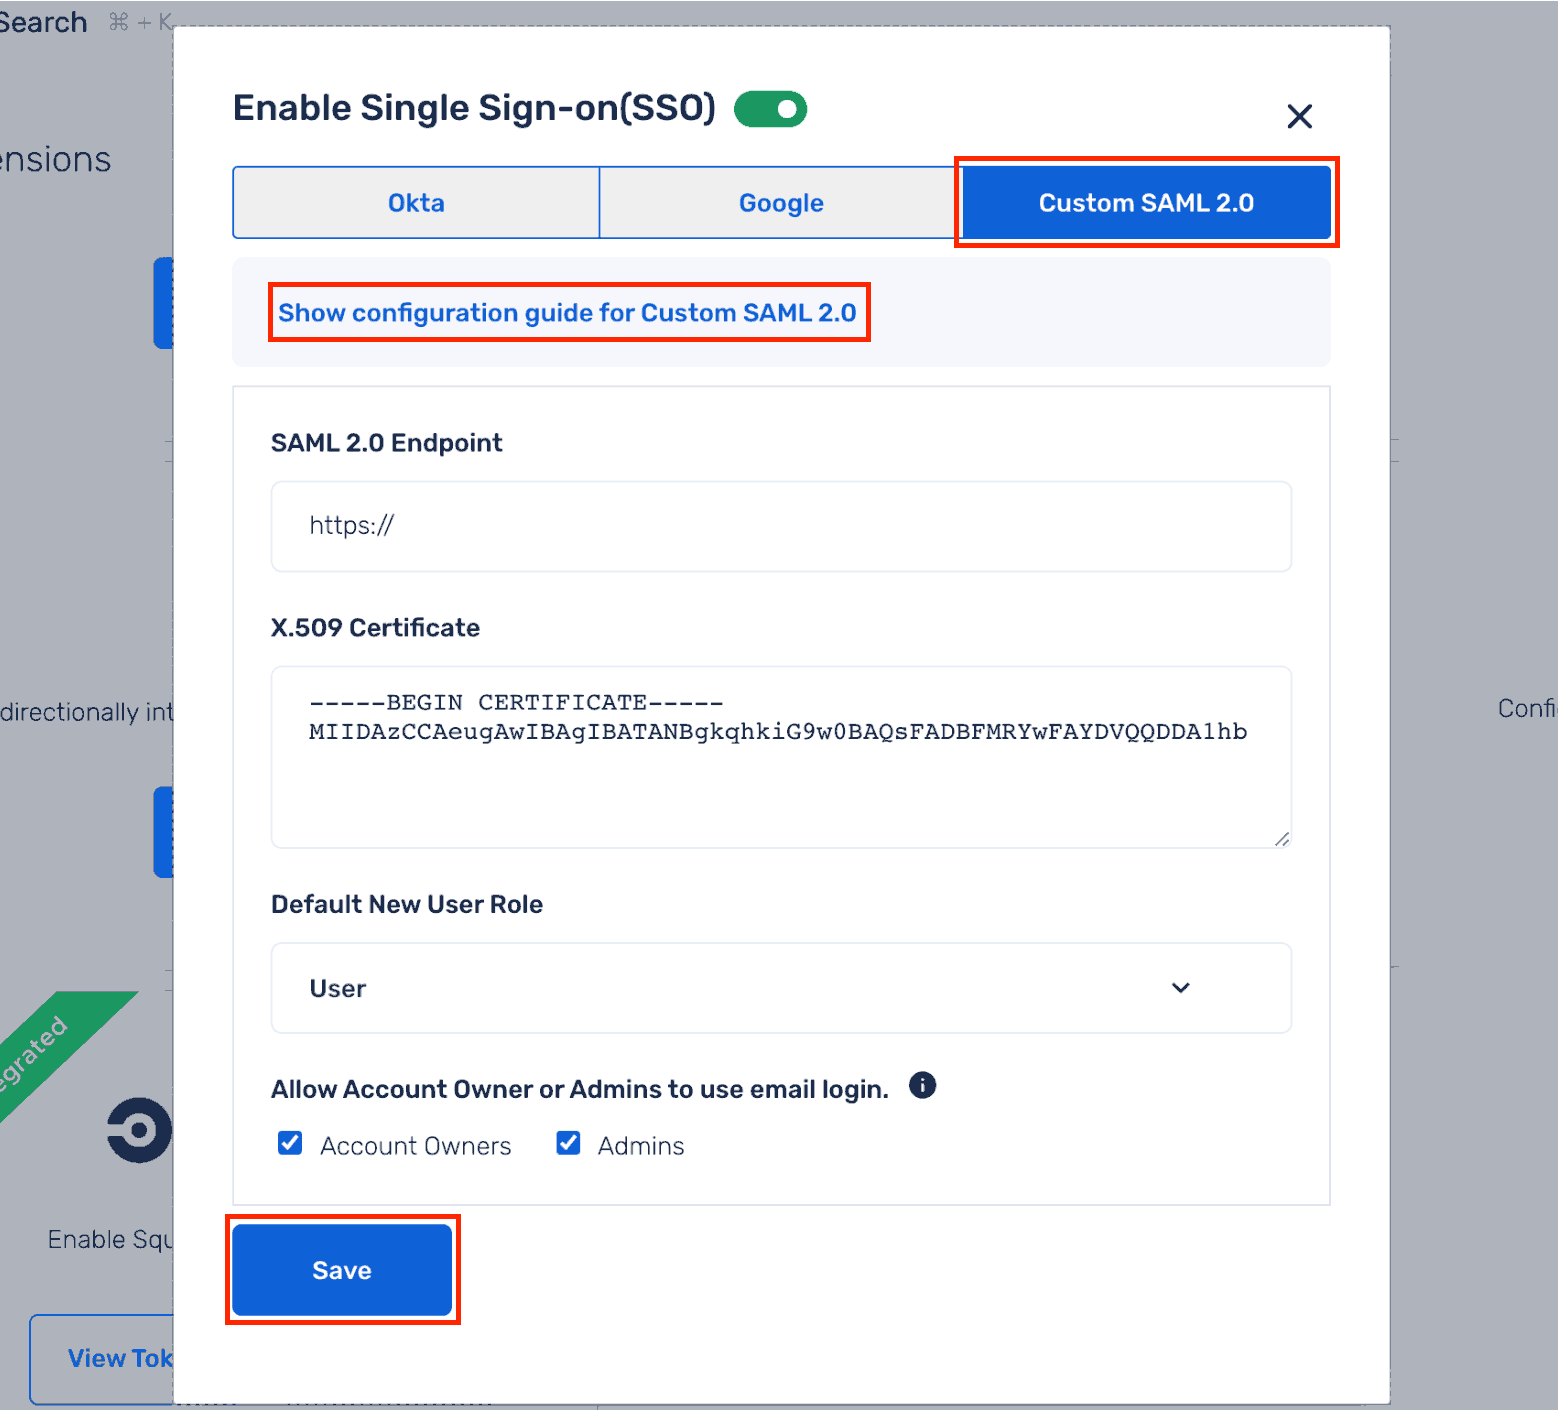 Search ⌘ + K
Enable Single Sign-on(SSO)
ensions
Okta
Google
Custom SAML 2.0
Show configuration guide for Custom SAML 2.0
SAML 2.0 Endpoint
https://
X.509 Certificate
-----BEGIN CERTIFICATE-----
MIIDAzCCAeugAwIBAgIBATANBgkqhkiG9w0BAQsFADBFMRYwFAYDVQQDDA1hb
directionally int
Confi
Default New User Role
User
egrated
Allow Account Owner or Admins to use email login.
Account Owners
Admins
Enable Squ
Save
View Tok